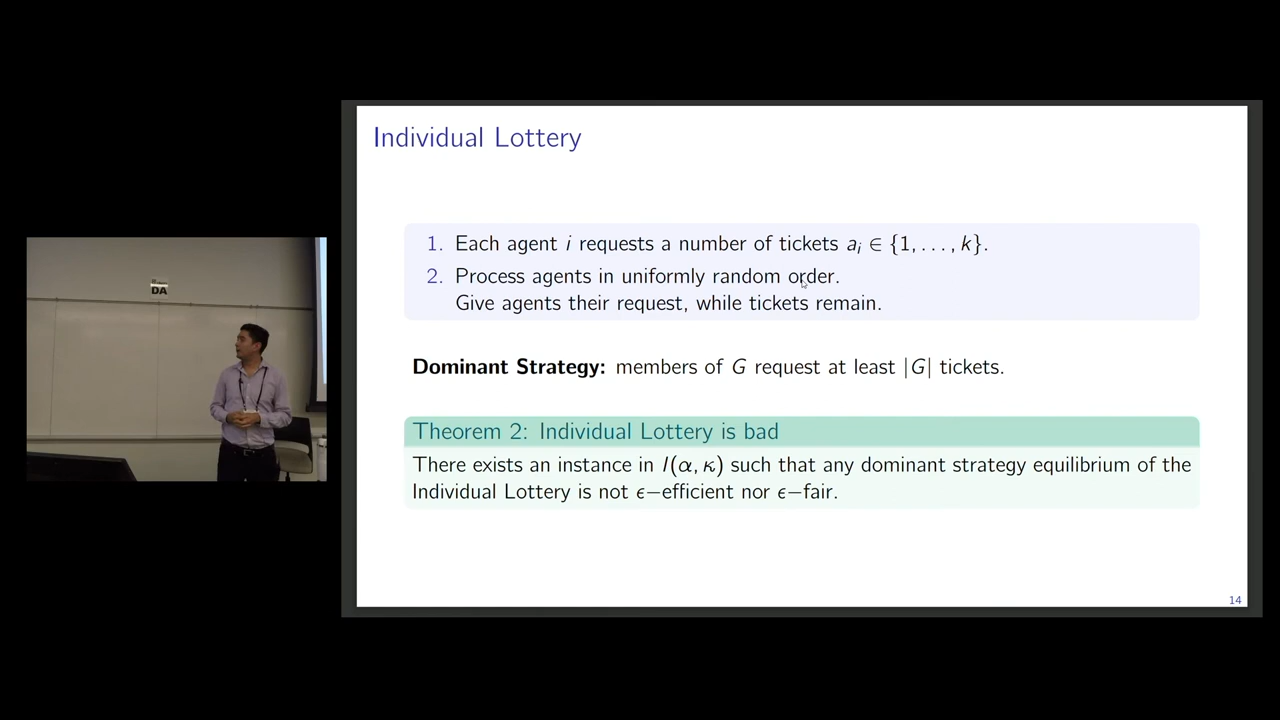 Individual Lottery
1. Each agent i requests a number of tickets aᵢ ∈ {1, . . . , k}.
2. Process agents in uniformly random order.
Give agents their request, while tickets remain.
Dominant Strategy: members of G request at least |G| tickets.
Theorem 2: Individual Lottery is bad
There exists an instance in I(α, κ) such that any dominant strategy equilibrium of the
Individual Lottery is not ϵ−efficient nor ϵ−fair.
14
DA